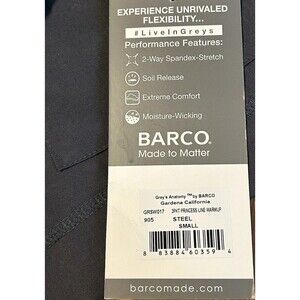 EXPERIENCE UNRIVALED
FLEXIBILITY...
#LiveInGreys
Performance Features:
2-Way Spandex-Stretch
Soil Release
Extreme Comfort
Moisture-Wicking
BARCO®
Made to Matter
Grey's Anatomy™ by BARCO
Gardena California
GRSW017 3PKT PRINCESS LINE WARMUP
905 STEEL
SMALL
8 83884 60359 4
barcomade.com